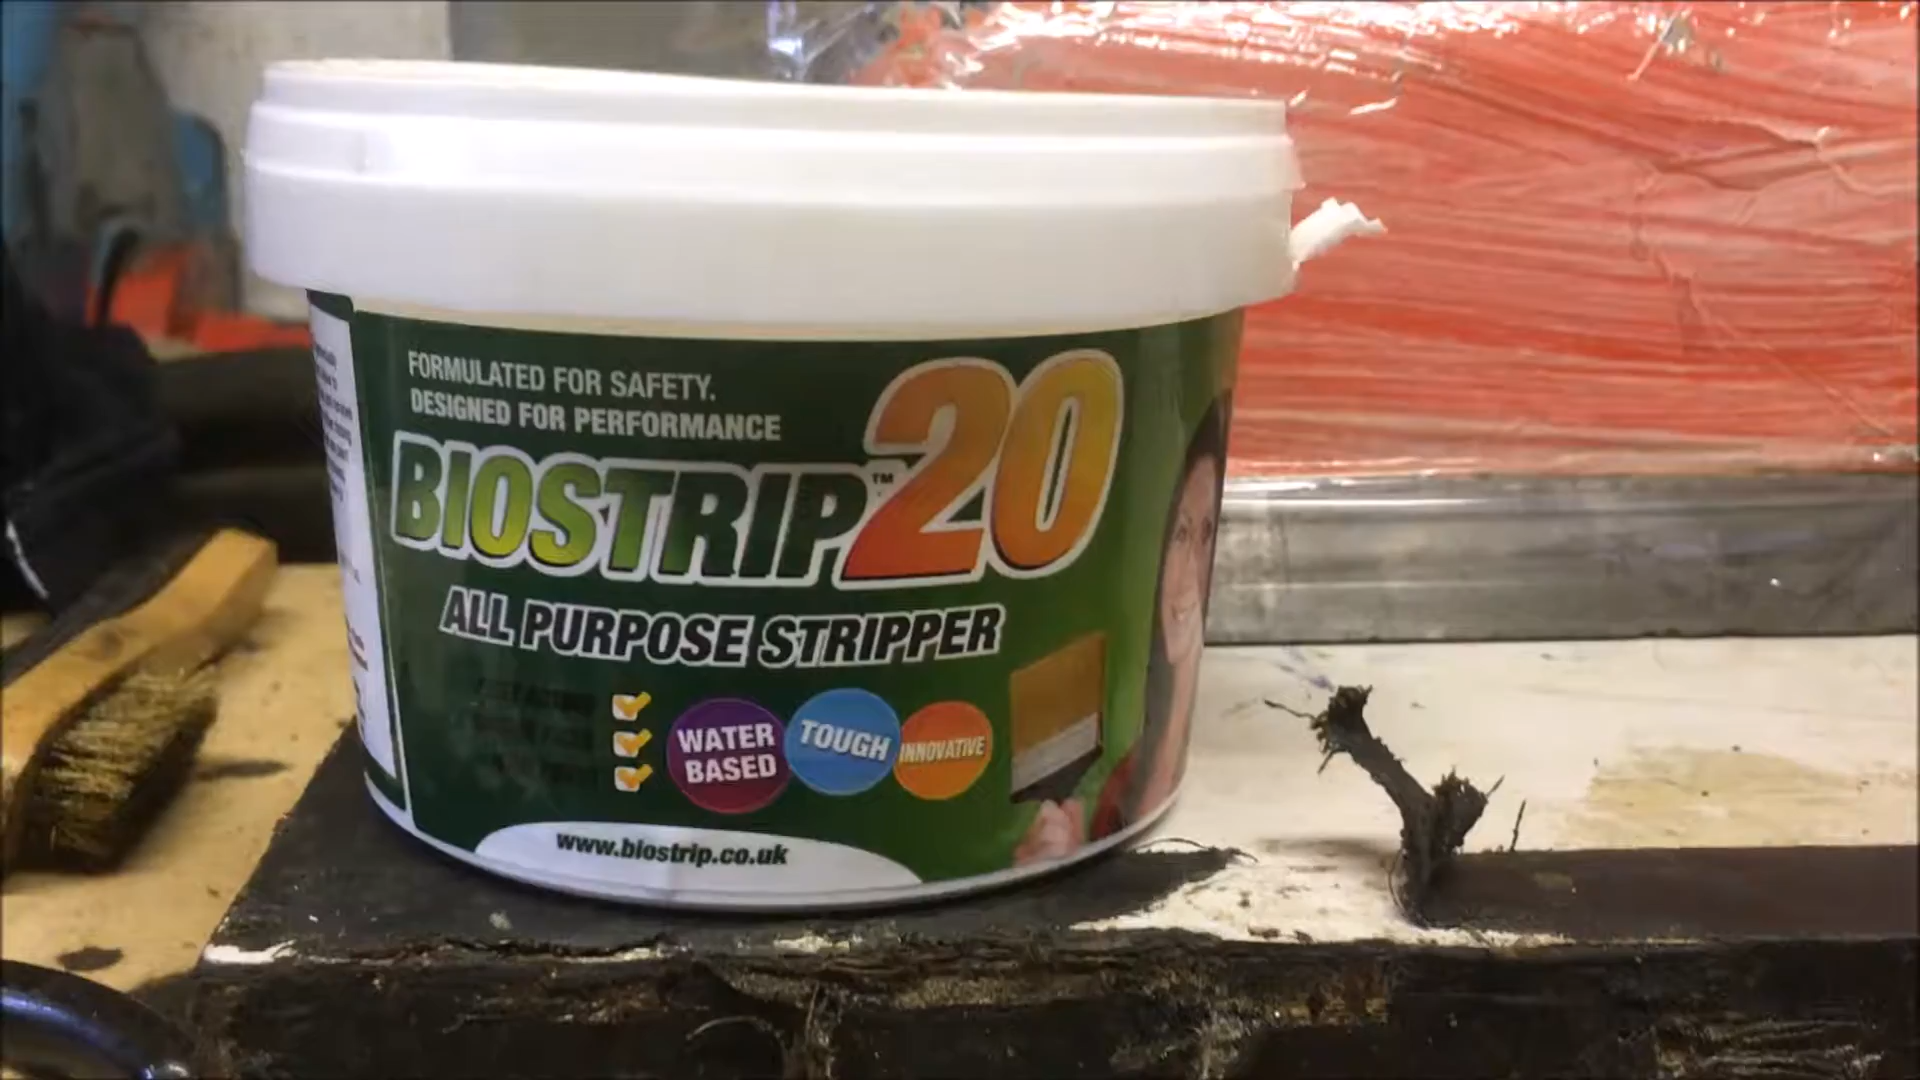 FORMULATED FOR SAFETY.
DESIGNED FOR PERFORMANCE
BIOSTRIP™20
ALL PURPOSE STRIPPER
WATER BASED
TOUGH
INNOVATIVE
www.biostrip.co.uk